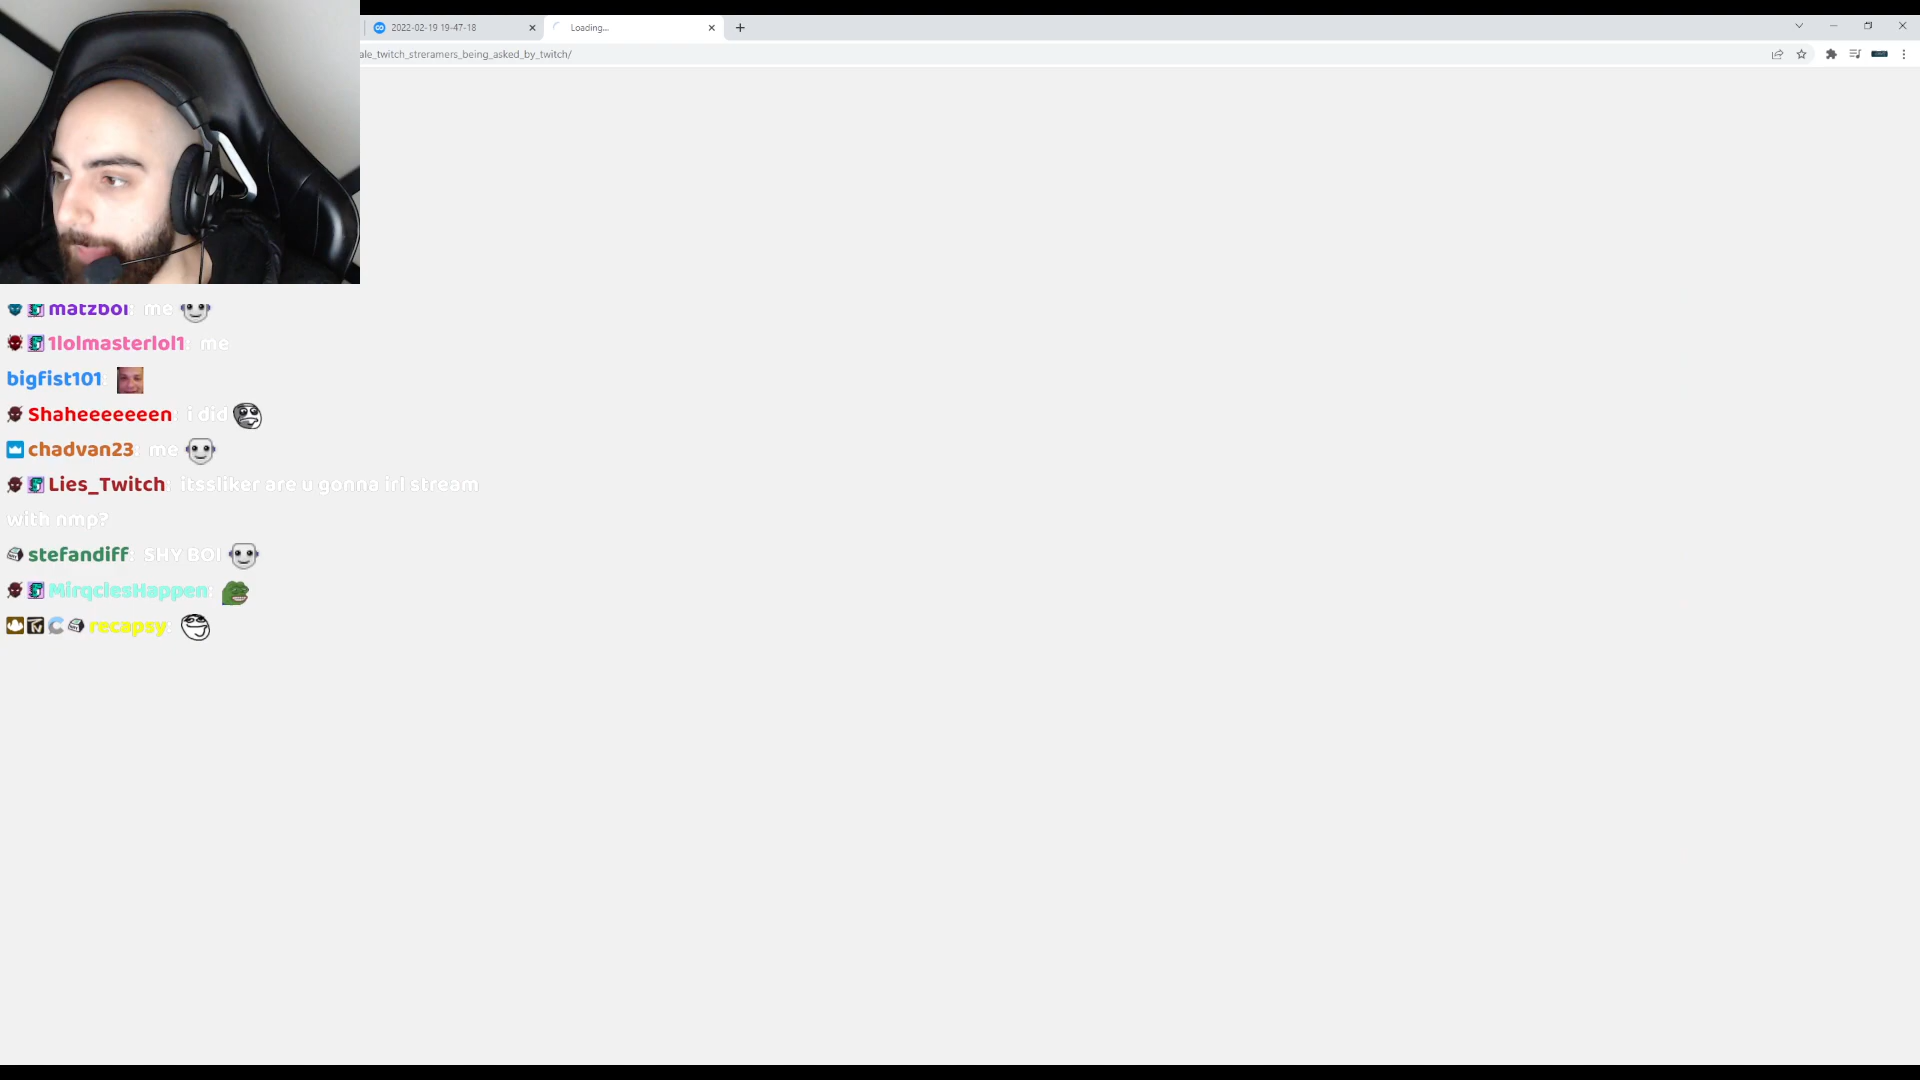 2022-02-19 19-47-18
Loading...
ale_twitch_streramers_being_asked_by_twitch/
matzboi: me
1lolmasterlol1: me
bigfist101:
Shaheeeeeeen: i did
chadvan23: me
Lies_Twitch: itssliker are u gonna irl stream
with nmp?
stefandiff: SHY BOI
MirqclesHappen:
recapsy: